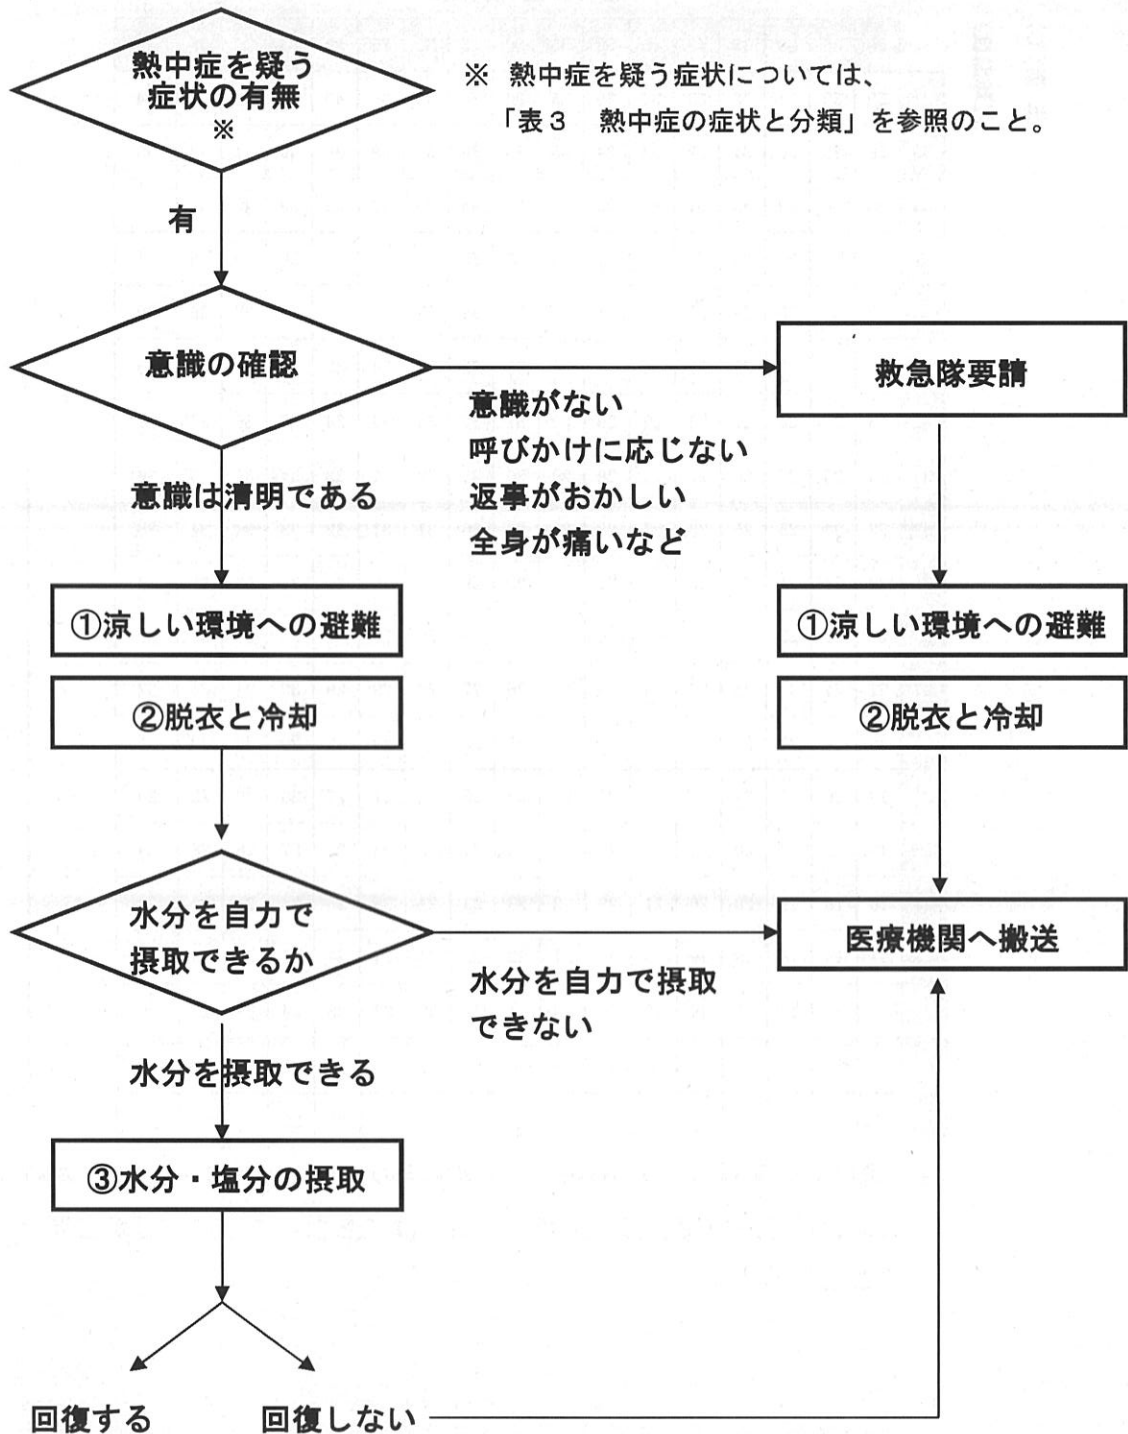 熱中症を疑う
症状の有無
※
※ 熱中症を疑う症状については、
「表3 熱中症の症状と分類」を参照のこと。
有
意識の確認
救急隊要請
意識がない
呼びかけに応じない
返事がおかしい
全身が痛いなど
意識は清明である
①涼しい環境への避難
①涼しい環境への避難
②脱衣と冷却
②脱衣と冷却
水分を自力で
摂取できるか
医療機関へ搬送
水分を自力で摂取
できない
水分を摂取できる
③水分・塩分の摂取
回復する
回復しない